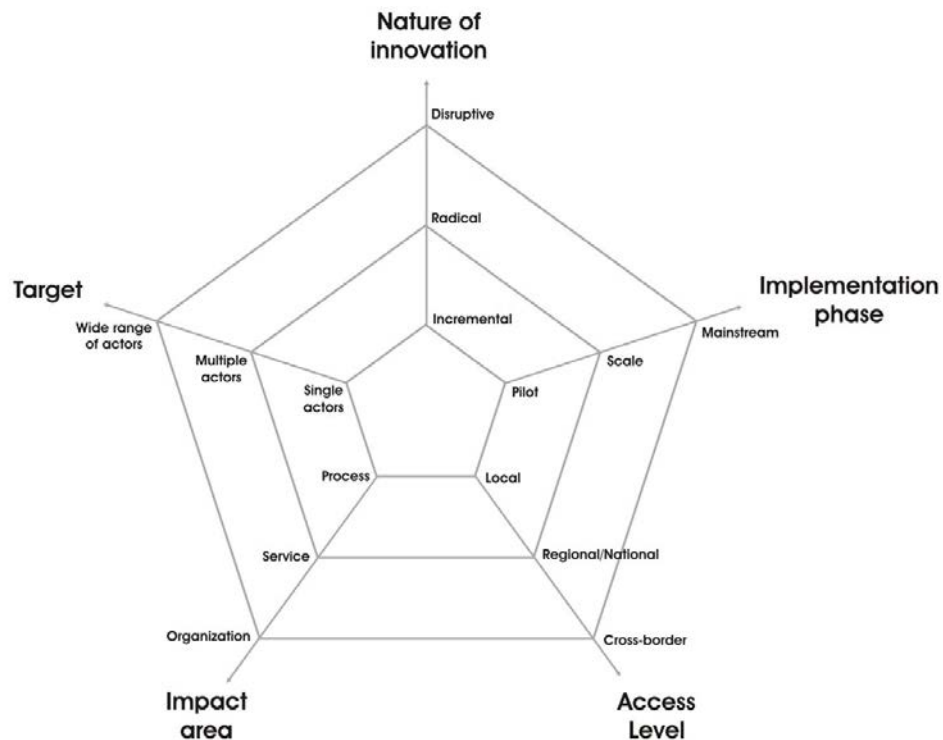 Nature of
innovation
Disruptive
Radical
Incremental
Target
Wide range
of actors
Multiple
actors
Single
actors
Implementation
phase
Mainstream
Scale
Pilot
Process
Local
Service
Regional/National
Organization
Cross-border
Impact
area
Access
Level